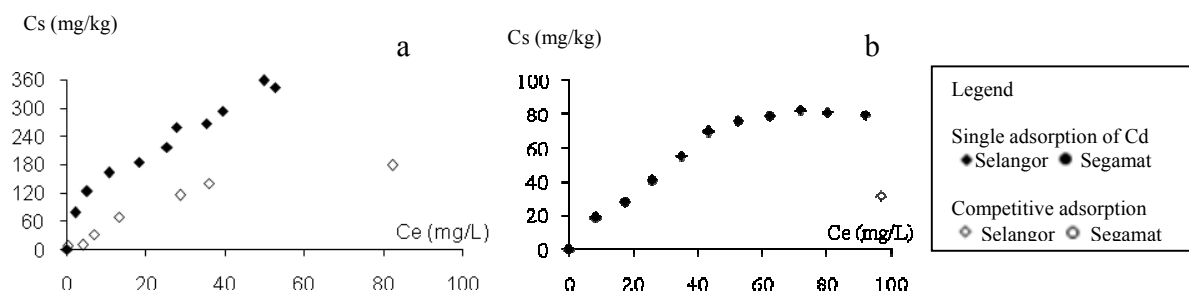 Cs (mg/kg)
a
360
300
240
180
120
60
0
Ce (mg/L)
0 20 40 60 80 100
Cs (mg/kg)
b
100
80
60
40
20
0
Ce (mg/L)
0 20 40 60 80 100
Legend
Single adsorption of Cd
Selangor Segamat
Competitive adsorption
Selangor Segamat